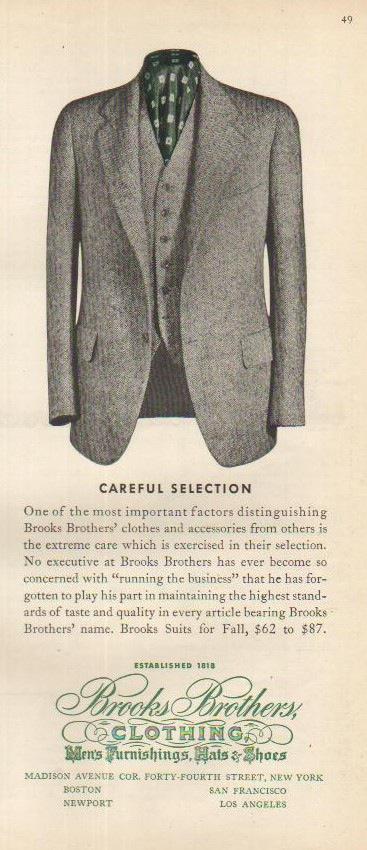 49
CAREFUL SELECTION
One of the most important factors distinguishing
Brooks Brothers' clothes and accessories from others is
the extreme care which is exercised in their selection.
No executive at Brooks Brothers has ever become so
concerned with “running the business” that he has for-
gotten to play his part in maintaining the highest stand-
ards of taste and quality in every article bearing Brooks
Brothers' name. Brooks Suits for Fall, $62 to $87.
ESTABLISHED 1818
Brooks Brothers,
CLOTHING,
Men's Furnishings, Hats & Shoes
MADISON AVENUE COR. FORTY-FOURTH STREET, NEW YORK
BOSTON SAN FRANCISCO
NEWPORT LOS ANGELES